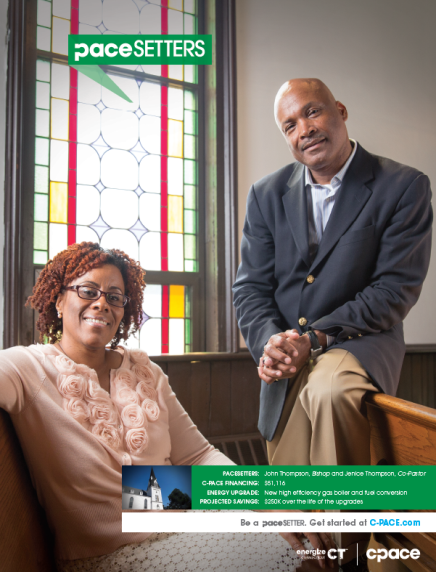 paceSETTERS
PACESETTERS: John Thompson, Bishop and Jenice Thompson, Co-Pastor
C-PACE FINANCING: $51,116
ENERGY UPGRADE: New high efficiency gas boiler and fuel conversion
PROJECTED SAVINGS: $250K over the life of the upgrades
Be a paceSETTER. Get started at C-PACE.com
energize CT
cpace